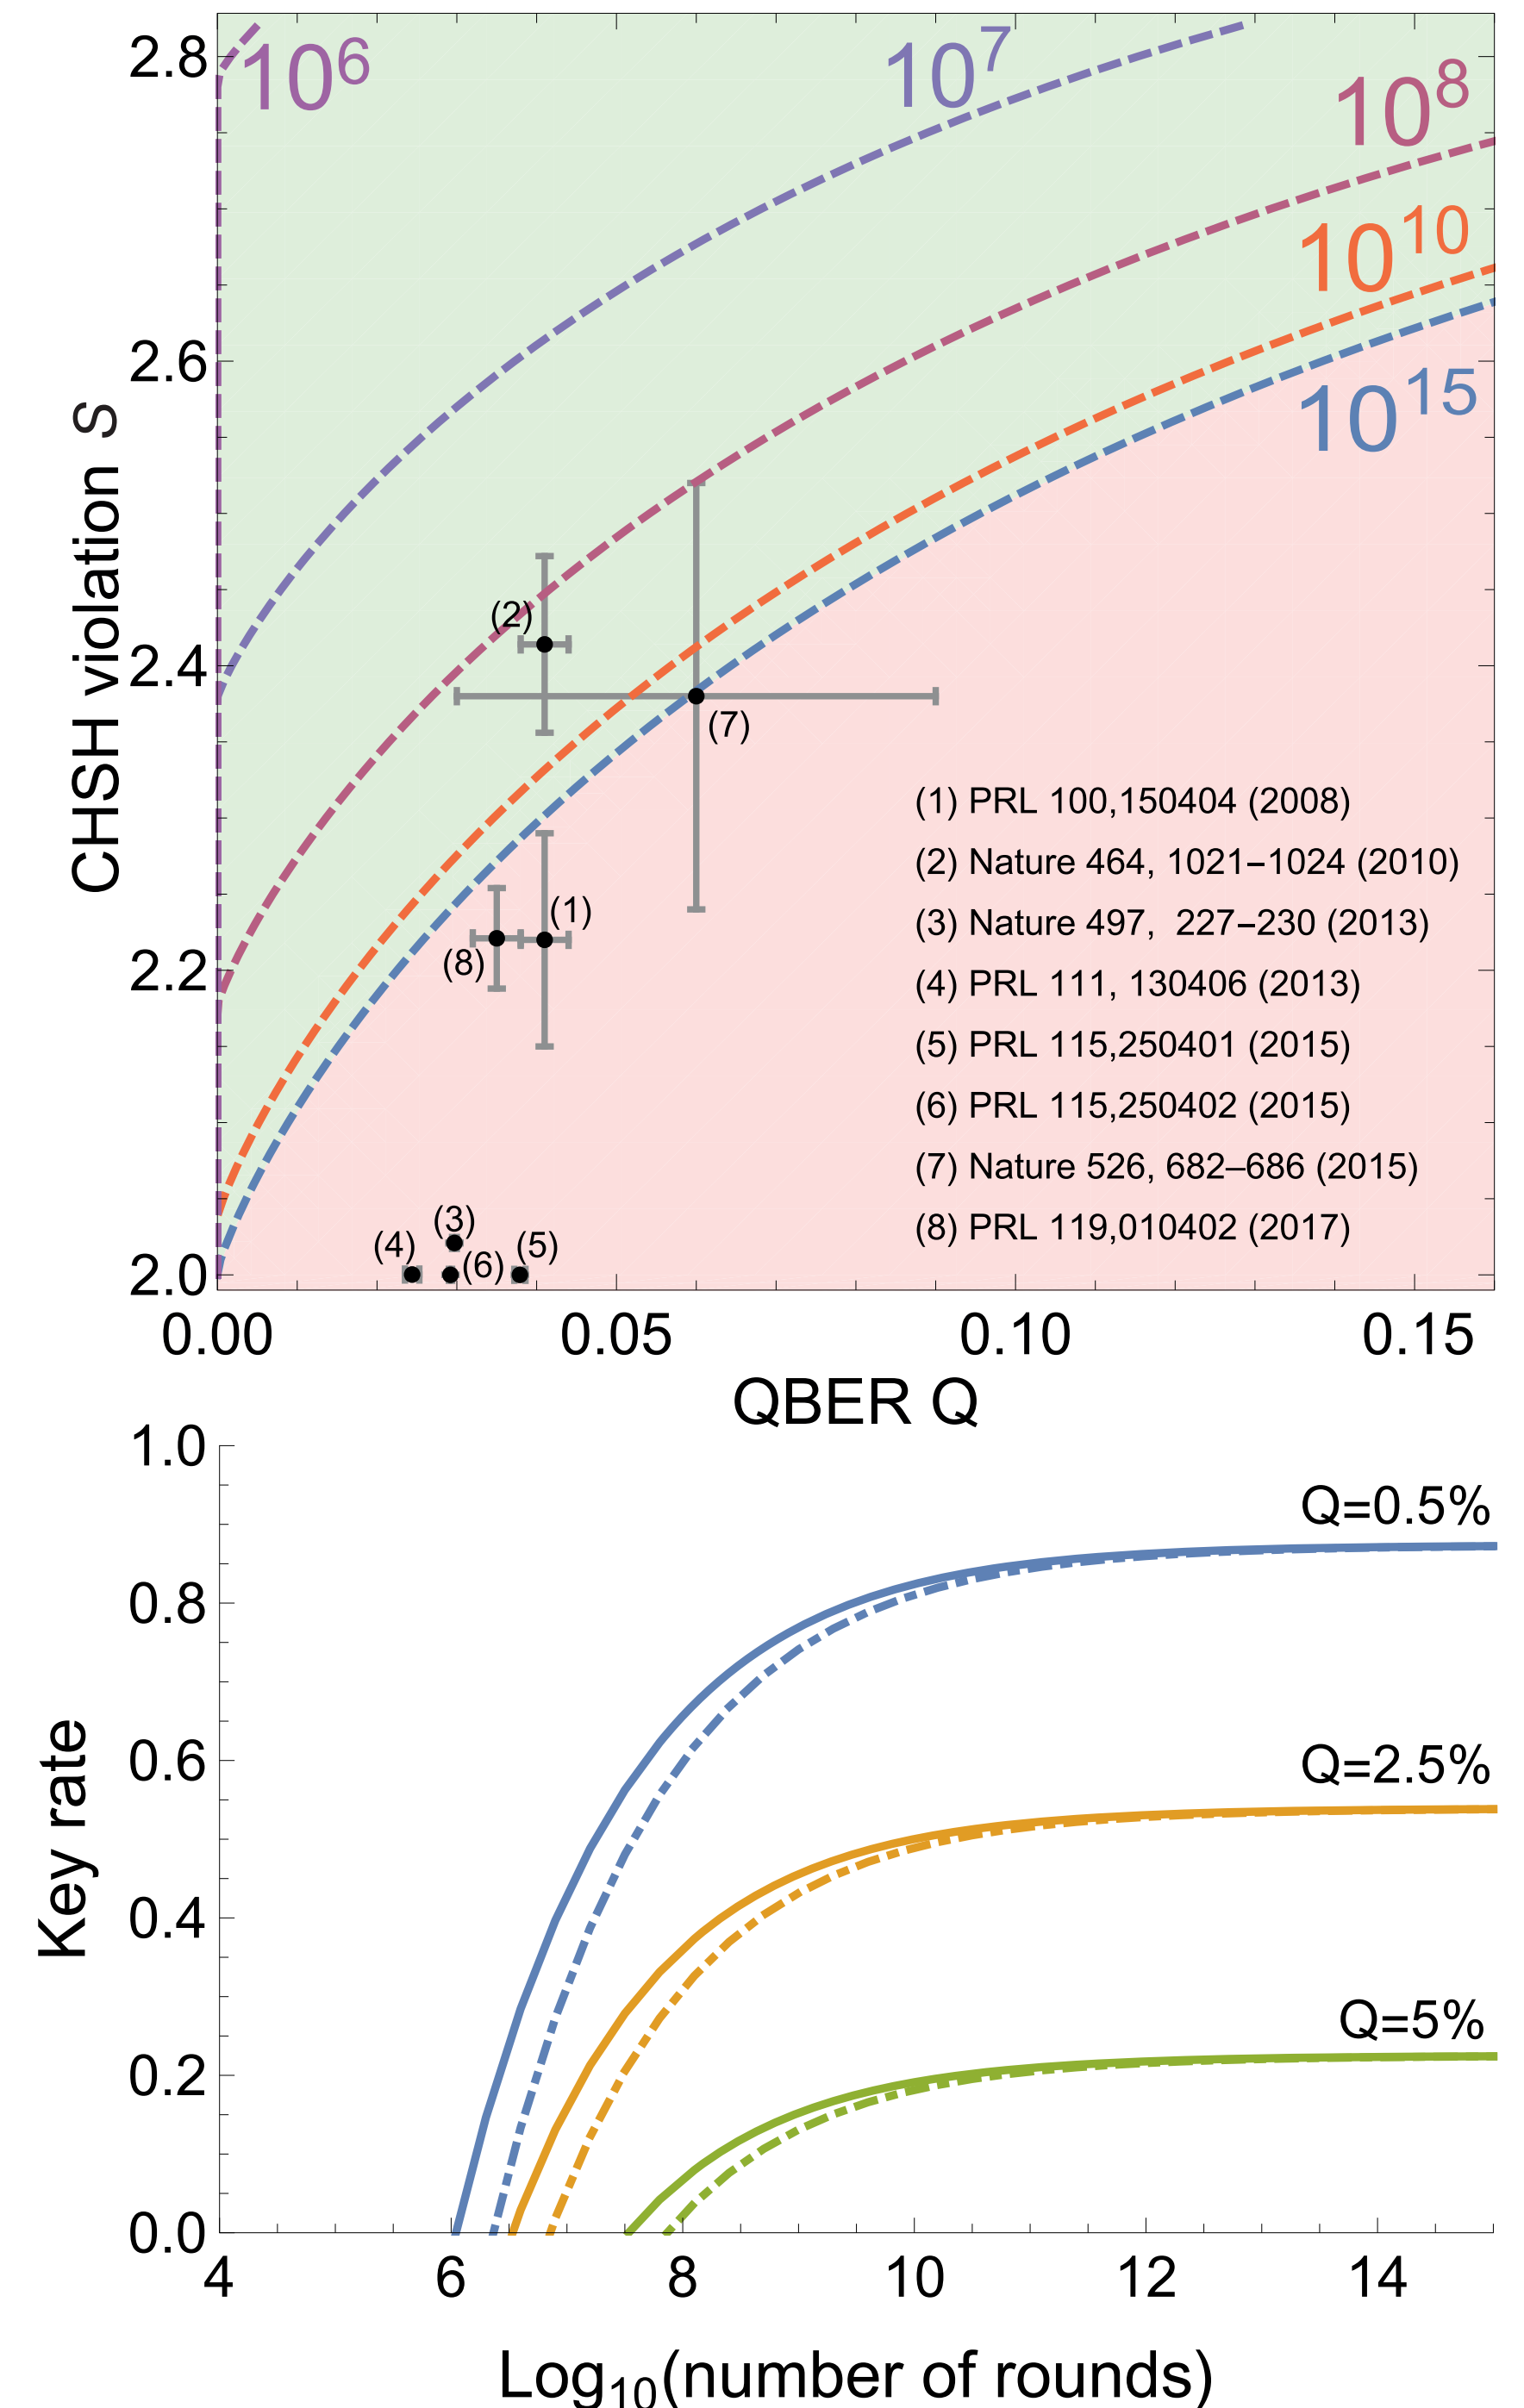 2.8
10⁶
10⁷
10⁸
10¹⁰
2.6
10¹⁵
CHSH violation S
(2)
2.4
(7)
(1) PRL 100,150404 (2008)
(2) Nature 464, 1021−1024 (2010)
(1)
(3) Nature 497, 227−230 (2013)
(8)
2.2
(4) PRL 111, 130406 (2013)
(5) PRL 115,250401 (2015)
(6) PRL 115,250402 (2015)
(7) Nature 526, 682–686 (2015)
(8) PRL 119,010402 (2017)
(3)
(4)
(6)
(5)
2.0
0.00 0.05 0.10 0.15
QBER Q
1.0
Q=0.5%
0.8
Q=2.5%
0.6
Key rate
0.4
Q=5%
0.2
0.0
4 6 8 10 12 14
Log₁₀(number of rounds)